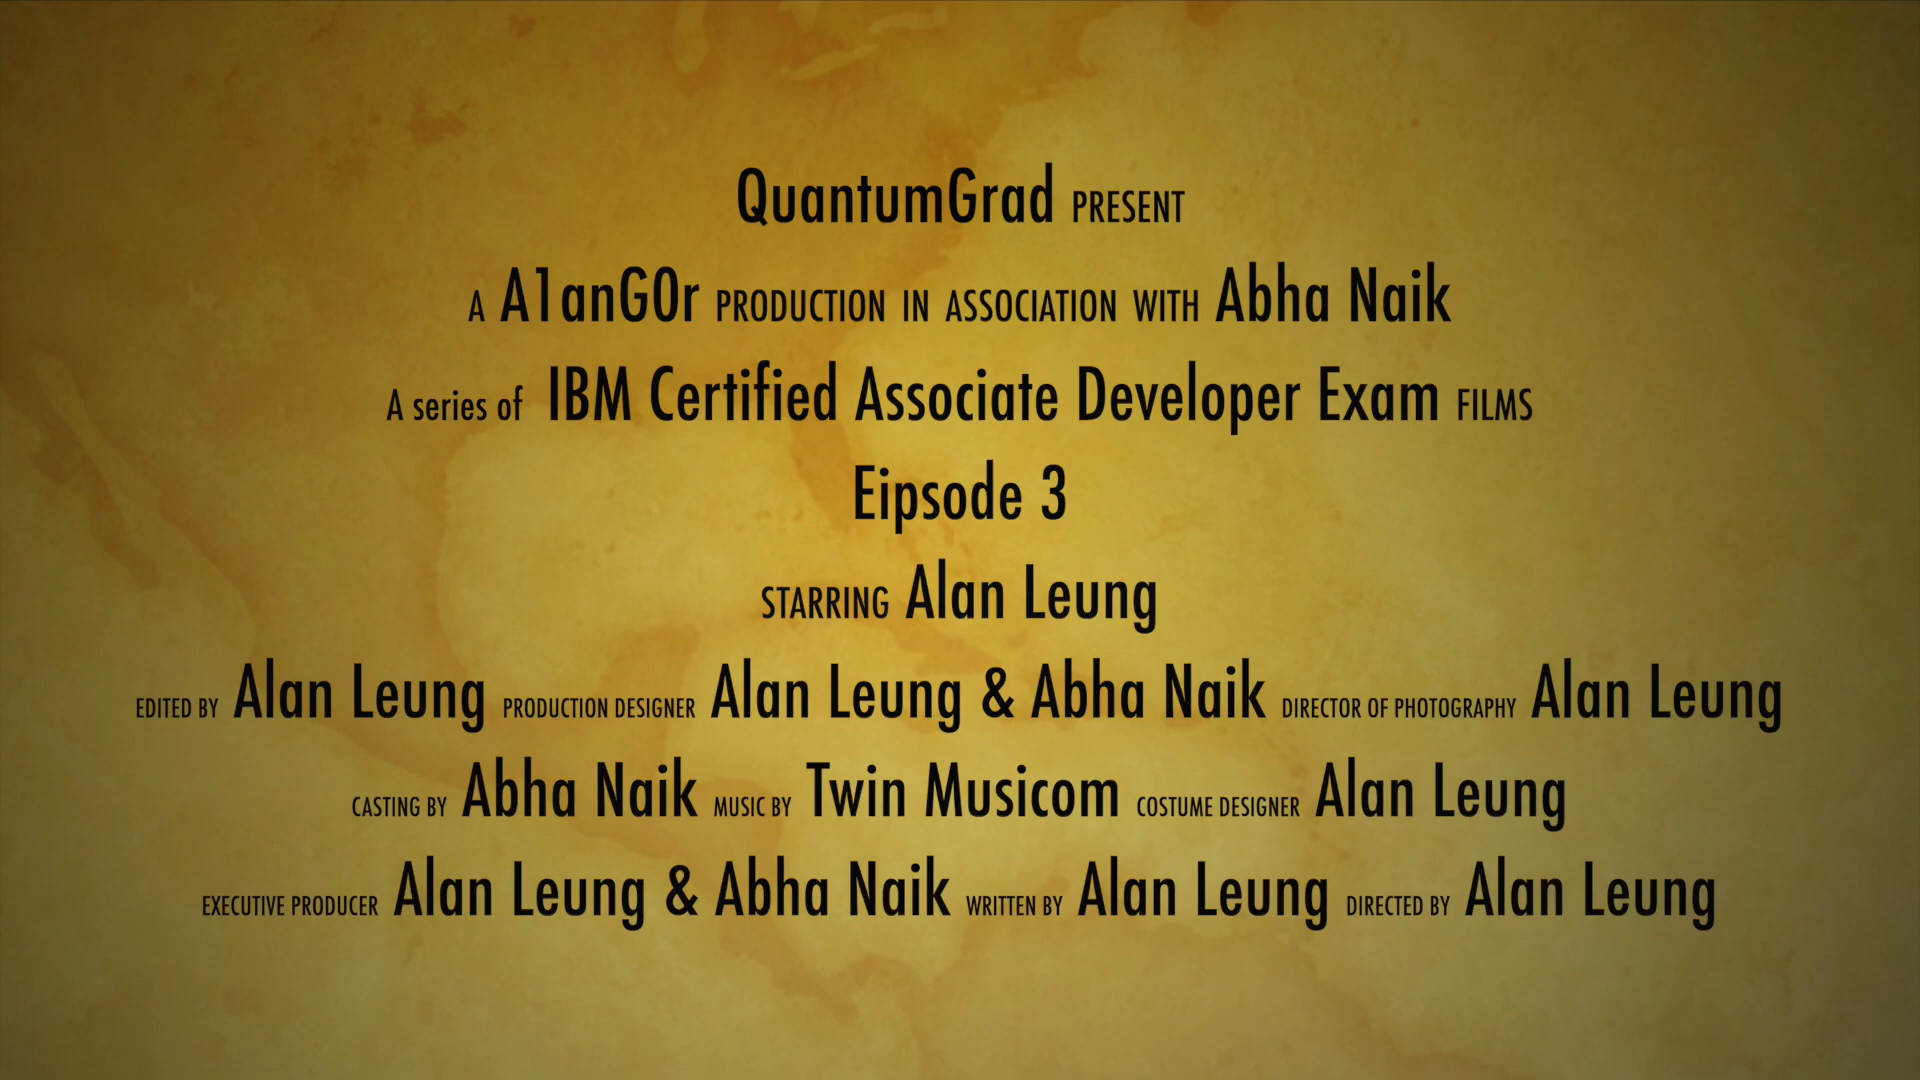 QuantumGrad PRESENT
A A1anG0r PRODUCTION IN ASSOCIATION WITH Abha Naik
A series of IBM Certified Associate Developer Exam FILMS
Eipsode 3
STARRING Alan Leung
EDITED BY Alan Leung PRODUCTION DESIGNER Alan Leung & Abha Naik DIRECTOR OF PHOTOGRAPHY Alan Leung
CASTING BY Abha Naik MUSIC BY Twin Musicom COSTUME DESIGNER Alan Leung
EXECUTIVE PRODUCER Alan Leung & Abha Naik WRITTEN BY Alan Leung DIRECTED BY Alan Leung